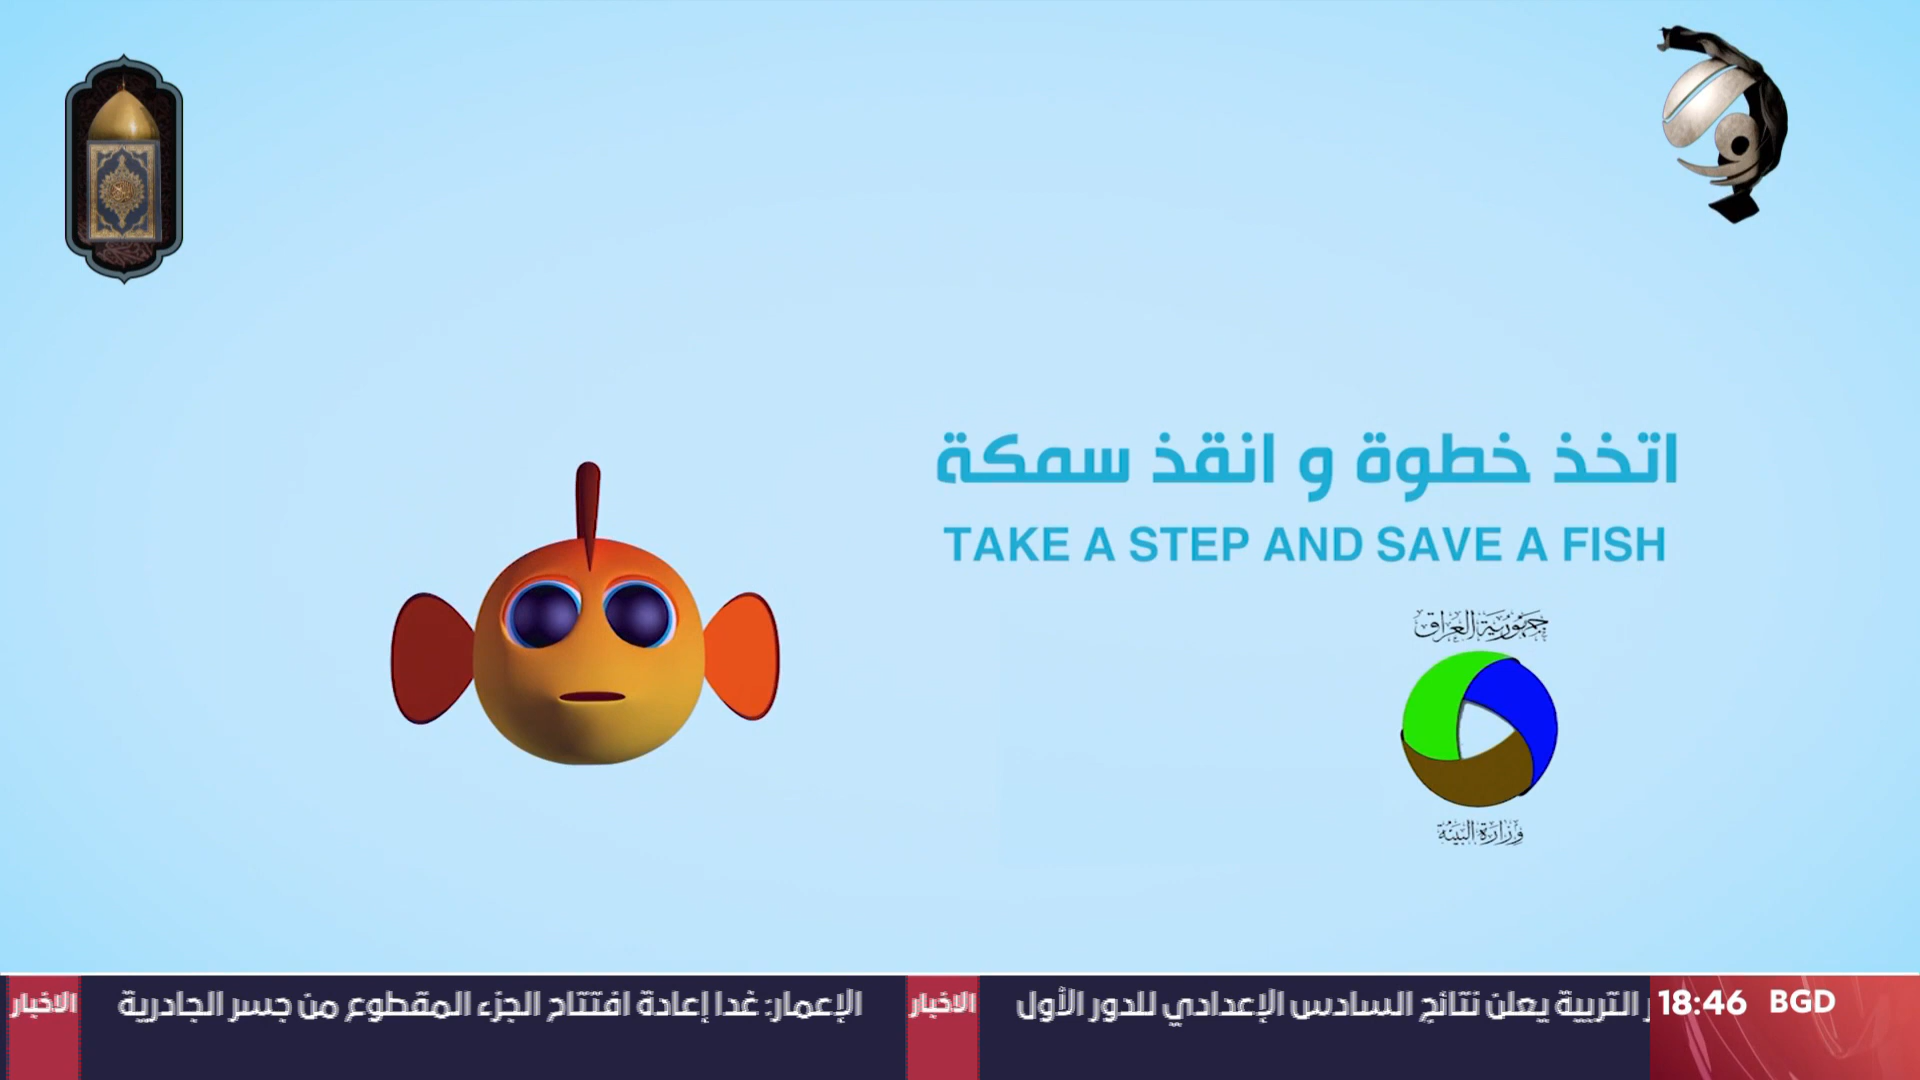 اتخذ خطوة و انقذ سمكة
TAKE A STEP AND SAVE A FISH
جمهورية العراق
وزارة البيئة
18:46 BGD
التربية يعلن نتائج السادس الإعدادي للدور الأول
الاخبار
الإعمار: غدا إعادة افتتاح الجزء المقطوع من جسر الجادرية
الاخبار